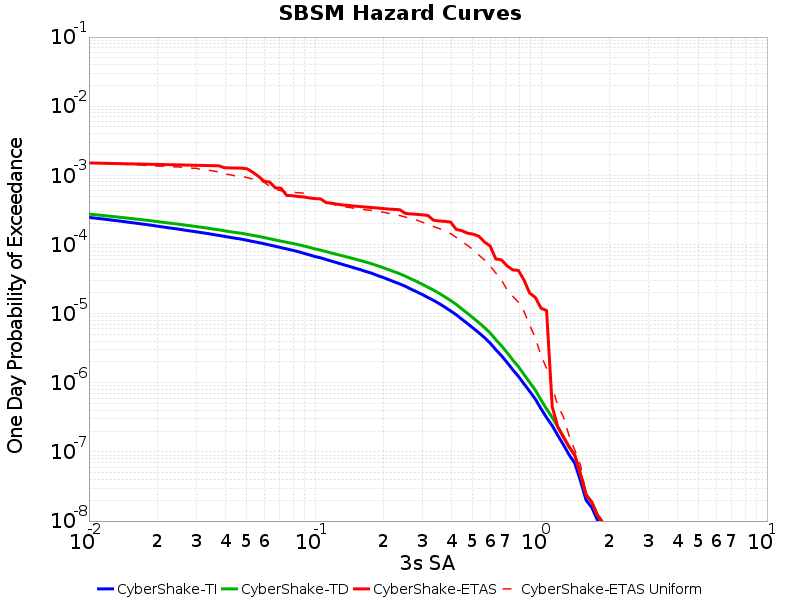 SBSM Hazard Curves
One Day Probability of Exceedance
10-1
10-2
10-3
10-4
10-5
10-6
10-7
10-8
10-2 2 3 4 5 6 10-1 2 3 4 5 6 7 100 2 3 4 5 6 7 101
3s SA
CyberShake-TI CyberShake-TD CyberShake-ETAS CyberShake-ETAS Uniform